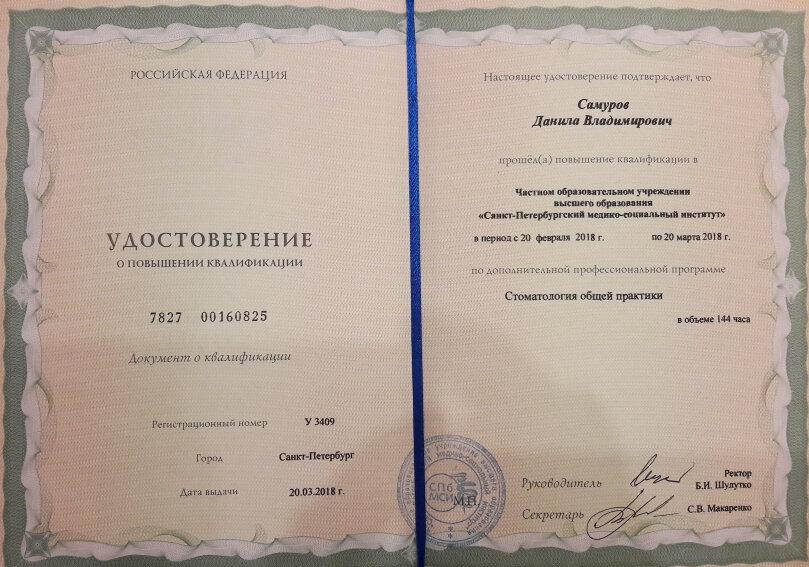 РОССИЙСКАЯ ФЕДЕРАЦИЯ
УДОСТОВЕРЕНИЕ
О ПОВЫШЕНИИ КВАЛИФИКАЦИИ
7827 00160825
Документ о квалификации
Регистрационный номер У 3409
Город Санкт-Петербург
Дата выдачи 20.03.2018 г.
Настоящее удостоверение подтверждает, что
Самуров
Данила Владимирович
прошёл(а) повышение квалификации в
Частном образовательном учреждении
высшего образования
«Санкт-Петербургский медико-социальный институт»
в период с 20 февраля 2018 г. по 20 марта 2018 г.
по дополнительной профессиональной программе
Стоматология общей практики
в объеме 144 часа
СПб
МСИ
М.П.
Руководитель
Ректор
Б.И. Шулутко
Секретарь
С.В. Макаренко